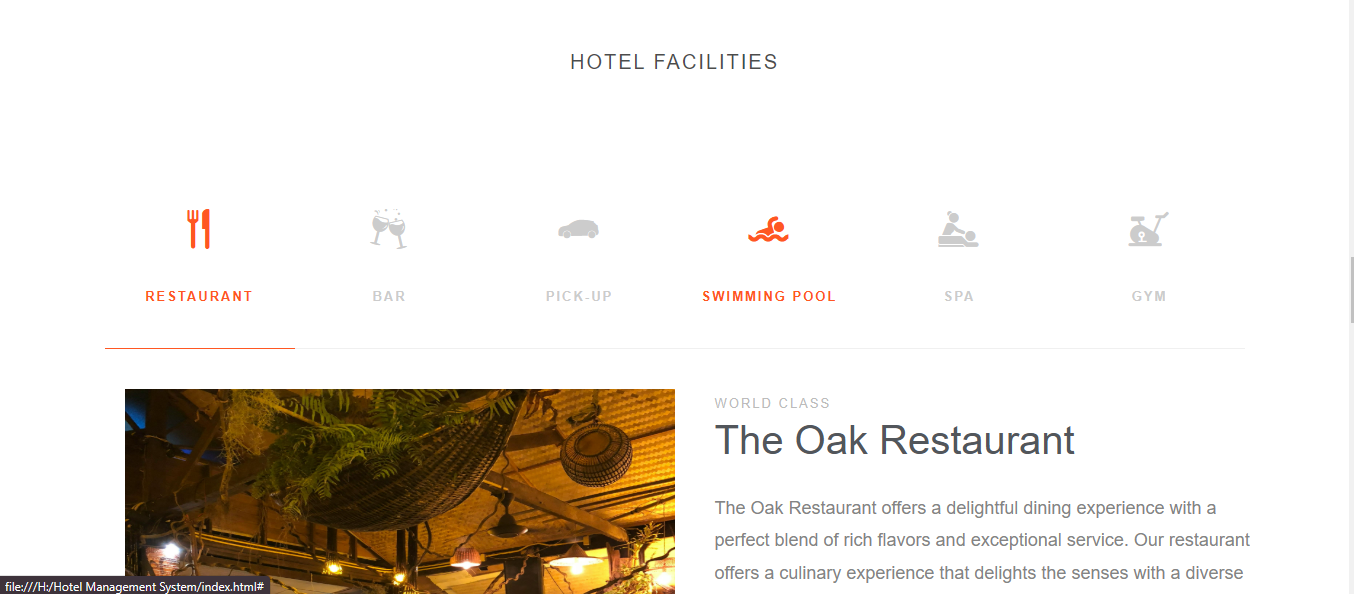 HOTEL FACILITIES
RESTAURANT
BAR
PICK-UP
SWIMMING POOL
SPA
GYM
WORLD CLASS
The Oak Restaurant
The Oak Restaurant offers a delightful dining experience with a
perfect blend of rich flavors and exceptional service. Our restaurant
offers a culinary experience that delights the senses with a diverse
file:///H:/Hotel Management System/index.html#